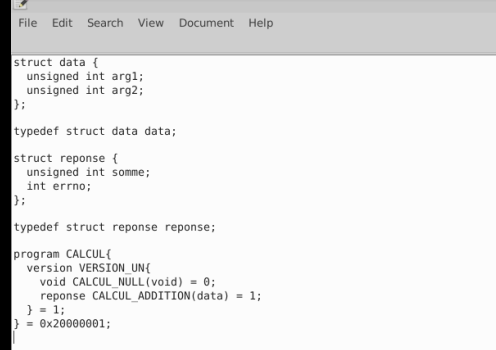 File Edit Search View Document Help
struct data {
  unsigned int arg1;
  unsigned int arg2;
};

typedef struct data data;

struct reponse {
  unsigned int somme;
  int errno;
};

typedef struct reponse reponse;

program CALCUL{
  version VERSION_UN{
    void CALCUL_NULL(void) = 0;
    reponse CALCUL_ADDITION(data) = 1;
  } = 1;
} = 0x20000001;